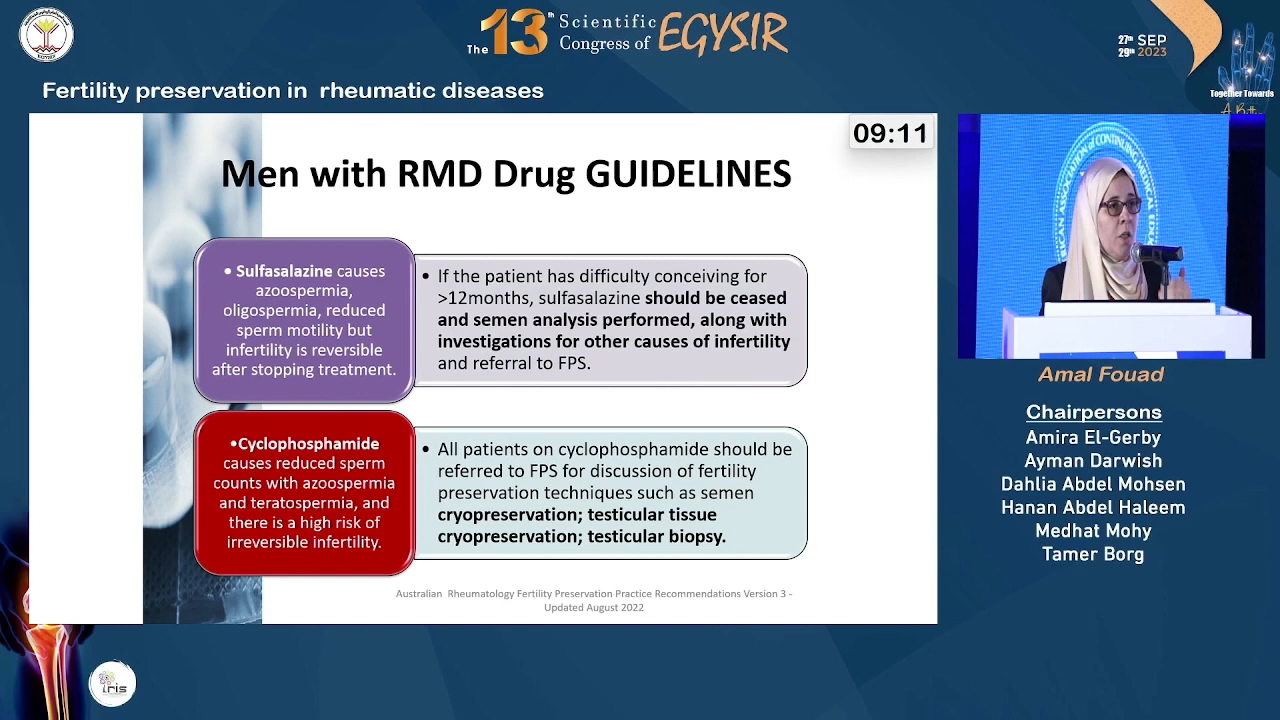 The 13th Scientific Congress of EGYSIR
27th SEP
29th 2023
Together Towards
EGYSIR
Fertility preservation in rheumatic diseases
09:11
Men with RMD Drug GUIDELINES
• Sulfasalazine causes
azoospermia,
oligospermia, reduced
sperm motility but
infertility is reversible
after stopping treatment.
• If the patient has difficulty conceiving for
>12months, sulfasalazine should be ceased
and semen analysis performed, along with
investigations for other causes of infertility
and referral to FPS.
•Cyclophosphamide
causes reduced sperm
counts with azoospermia
and teratospermia, and
there is a high risk of
irreversible infertility.
• All patients on cyclophosphamide should be
referred to FPS for discussion of fertility
preservation techniques such as semen
cryopreservation; testicular tissue
cryopreservation; testicular biopsy.
Australian Rheumatology Fertility Preservation Practice Recommendations Version 3 -
Updated August 2022
Amal Fouad
Chairpersons
Amira El-Gerby
Ayman Darwish
Dahlia Abdel Mohsen
Hanan Abdel Haleem
Medhat Mohy
Tamer Borg
iris